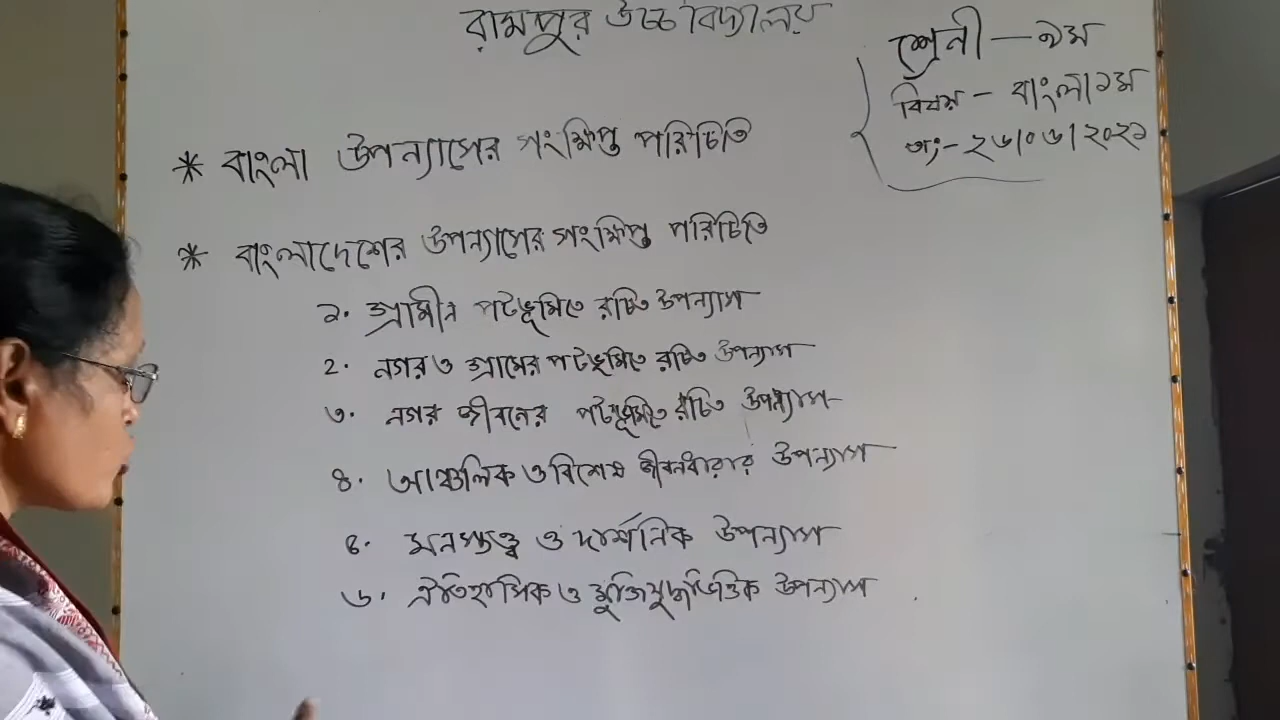 রামপুর উচ্চ বিদ্যালয়
শ্রেনী - ৯ম
বিষয় - বাংলা ১ম
তাং- ২৬/০৬/২০২১
* বাংলা উপন্যাসের সংক্ষিপ্ত পরিচিতি
* বাংলাদেশের উপন্যাসের সংক্ষিপ্ত পরিচিতি
১. গ্রামীন পটভূমিতে রচিত উপন্যাস
২. নগর ও গ্রামের পটভূমিতে রচিত উপন্যাস
৩. নগর জীবনের পটভূমিতে রচিত উপন্যাস
৪. আঞ্চলিক ও বিশেষ জীবনধারার উপন্যাস
৫. মনস্তত্ত্ব ও দার্শনিক উপন্যাস
৬. ঐতিহাসিক ও মুক্তিযুদ্ধভিত্তিক উপন্যাস